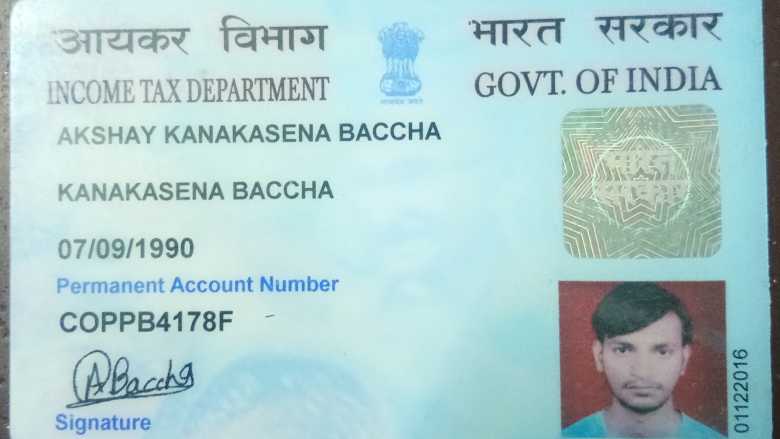 आयकर विभाग
भारत सरकार
INCOME TAX DEPARTMENT
GOVT. OF INDIA
AKSHAY KANAKASENA BACCHA
KANAKASENA BACCHA
07/09/1990
Permanent Account Number
COPPB4178F
A Baccha
Signature
भारत सरकार
सत्यमेव जयते
01122016